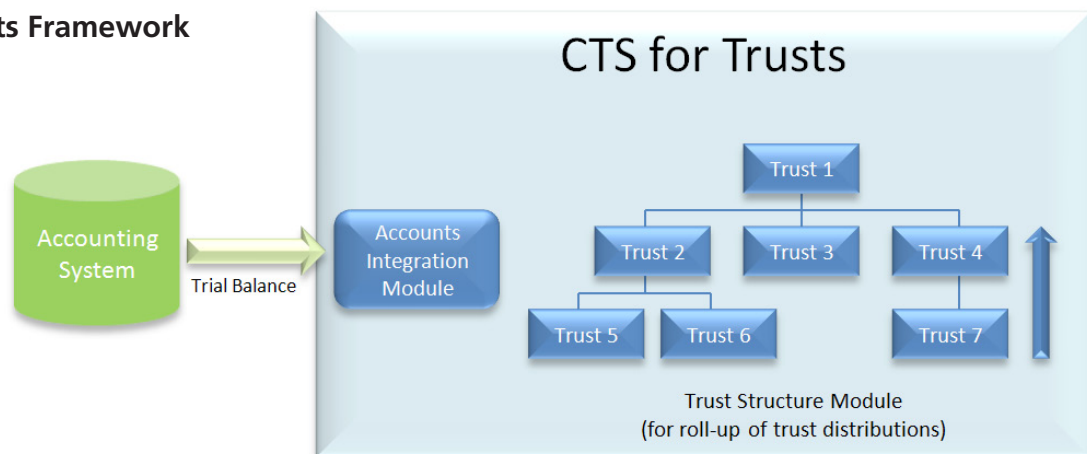 ts Framework
CTS for Trusts
Trust 1
Accounting
System
Trial Balance
Accounts
Integration
Module
Trust 2
Trust 3
Trust 4
Trust 5
Trust 6
Trust 7
Trust Structure Module
(for roll-up of trust distributions)